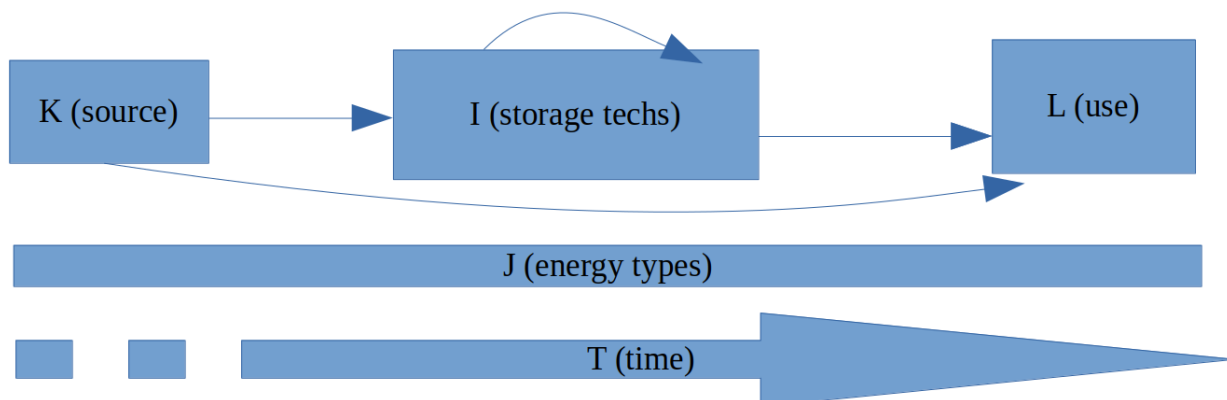 K (source)
I (storage techs)
L (use)
J (energy types)
T (time)